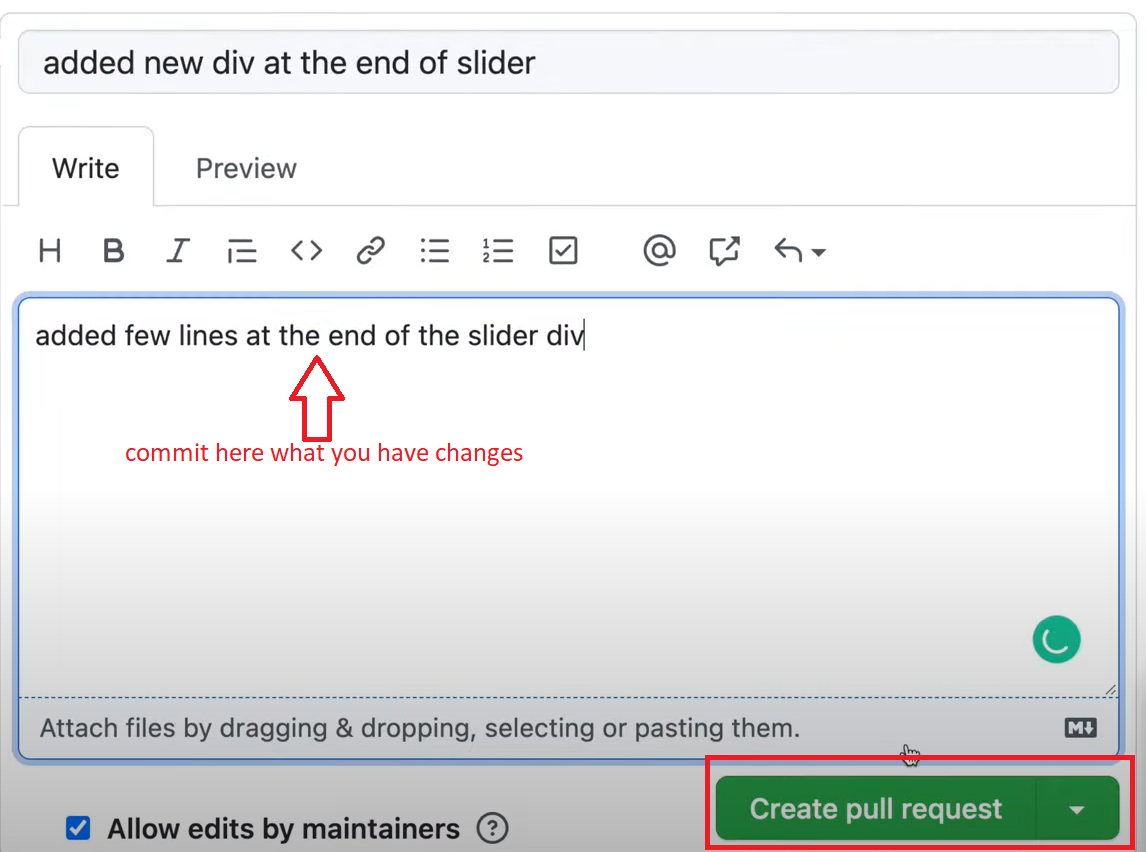 added new div at the end of slider
Write Preview
H B I <> 1 2 @
added few lines at the end of the slider div
commit here what you have changes
Attach files by dragging & dropping, selecting or pasting them. M
Create pull request
Allow edits by maintainers ?